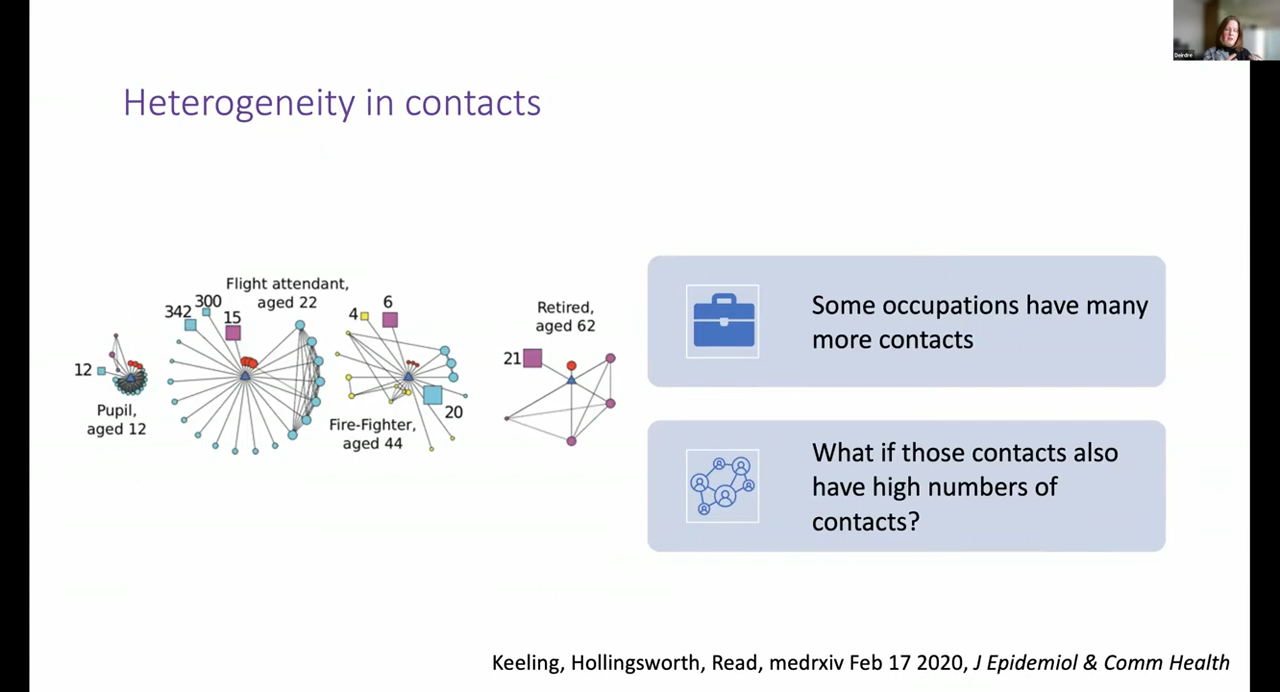 Deirdre
Heterogeneity in contacts
12
Pupil,
aged 12
342
300
15
Flight attendant,
aged 22
4
6
20
Fire-Fighter,
aged 44
Retired,
aged 62
21
Some occupations have many
more contacts
What if those contacts also
have high numbers of
contacts?
Keeling, Hollingsworth, Read, medrxiv Feb 17 2020, J Epidemiol & Comm Health